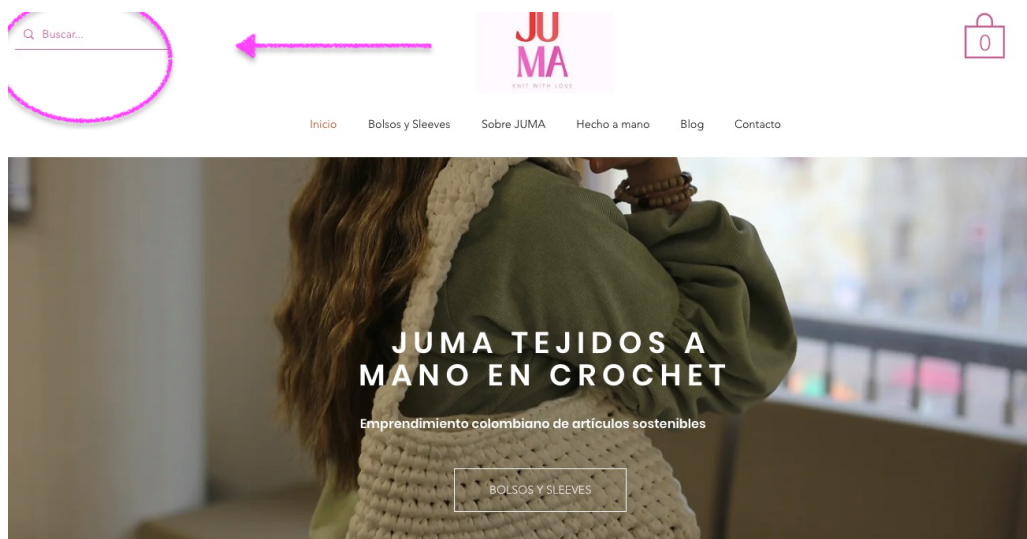 Buscar...
JU
MA
KNIT WITH LOVE
0
Inicio Bolsos y Sleeves Sobre JUMA Hecho a mano Blog Contacto
JUMA TEJIDOS A
MANO EN CROCHET
Emprendimiento colombiano de artículos sostenibles
BOLSOS Y SLEEVES